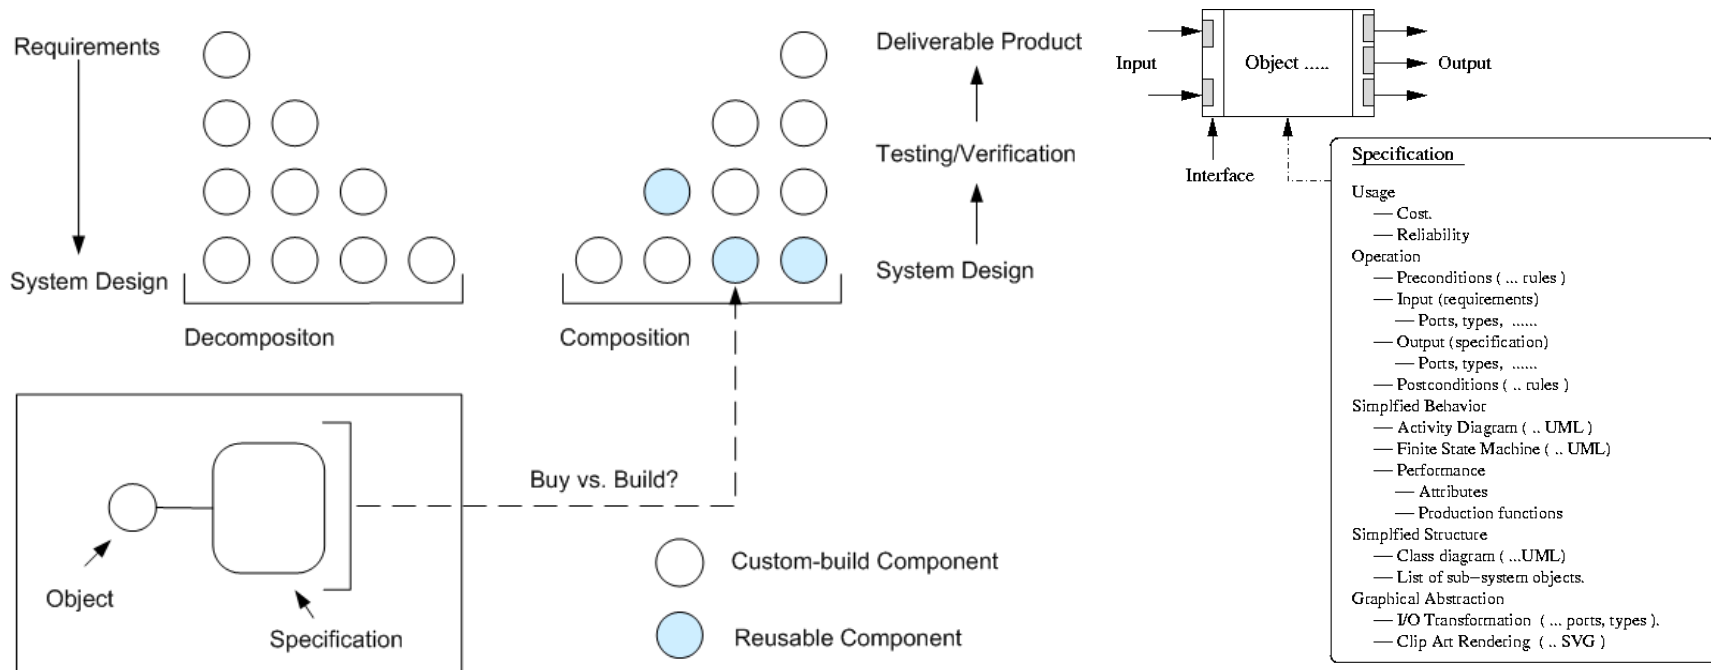 Requirements
System Design
Decompositon
Composition
Deliverable Product
Testing/Verification
System Design
Buy vs. Build?
Object
Specification
Custom-build Component
Reusable Component
Input
Object .....
Output
Interface
Specification
Usage
— Cost.
— Reliability
Operation
— Preconditions ( ... rules )
— Input (requirements)
— Ports, types, ......
— Output (specification)
— Ports, types, ......
— Postconditions ( .. rules )
Simplfied Behavior
— Activity Diagram ( .. UML )
— Finite State Machine ( .. UML)
— Performance
— Attributes
— Production functions
Simplfied Structure
— Class diagram ( ...UML)
— List of sub-system objects.
Graphical Abstraction
— I/O Transformation ( ... ports, types ).
— Clip Art Rendering ( .. SVG )